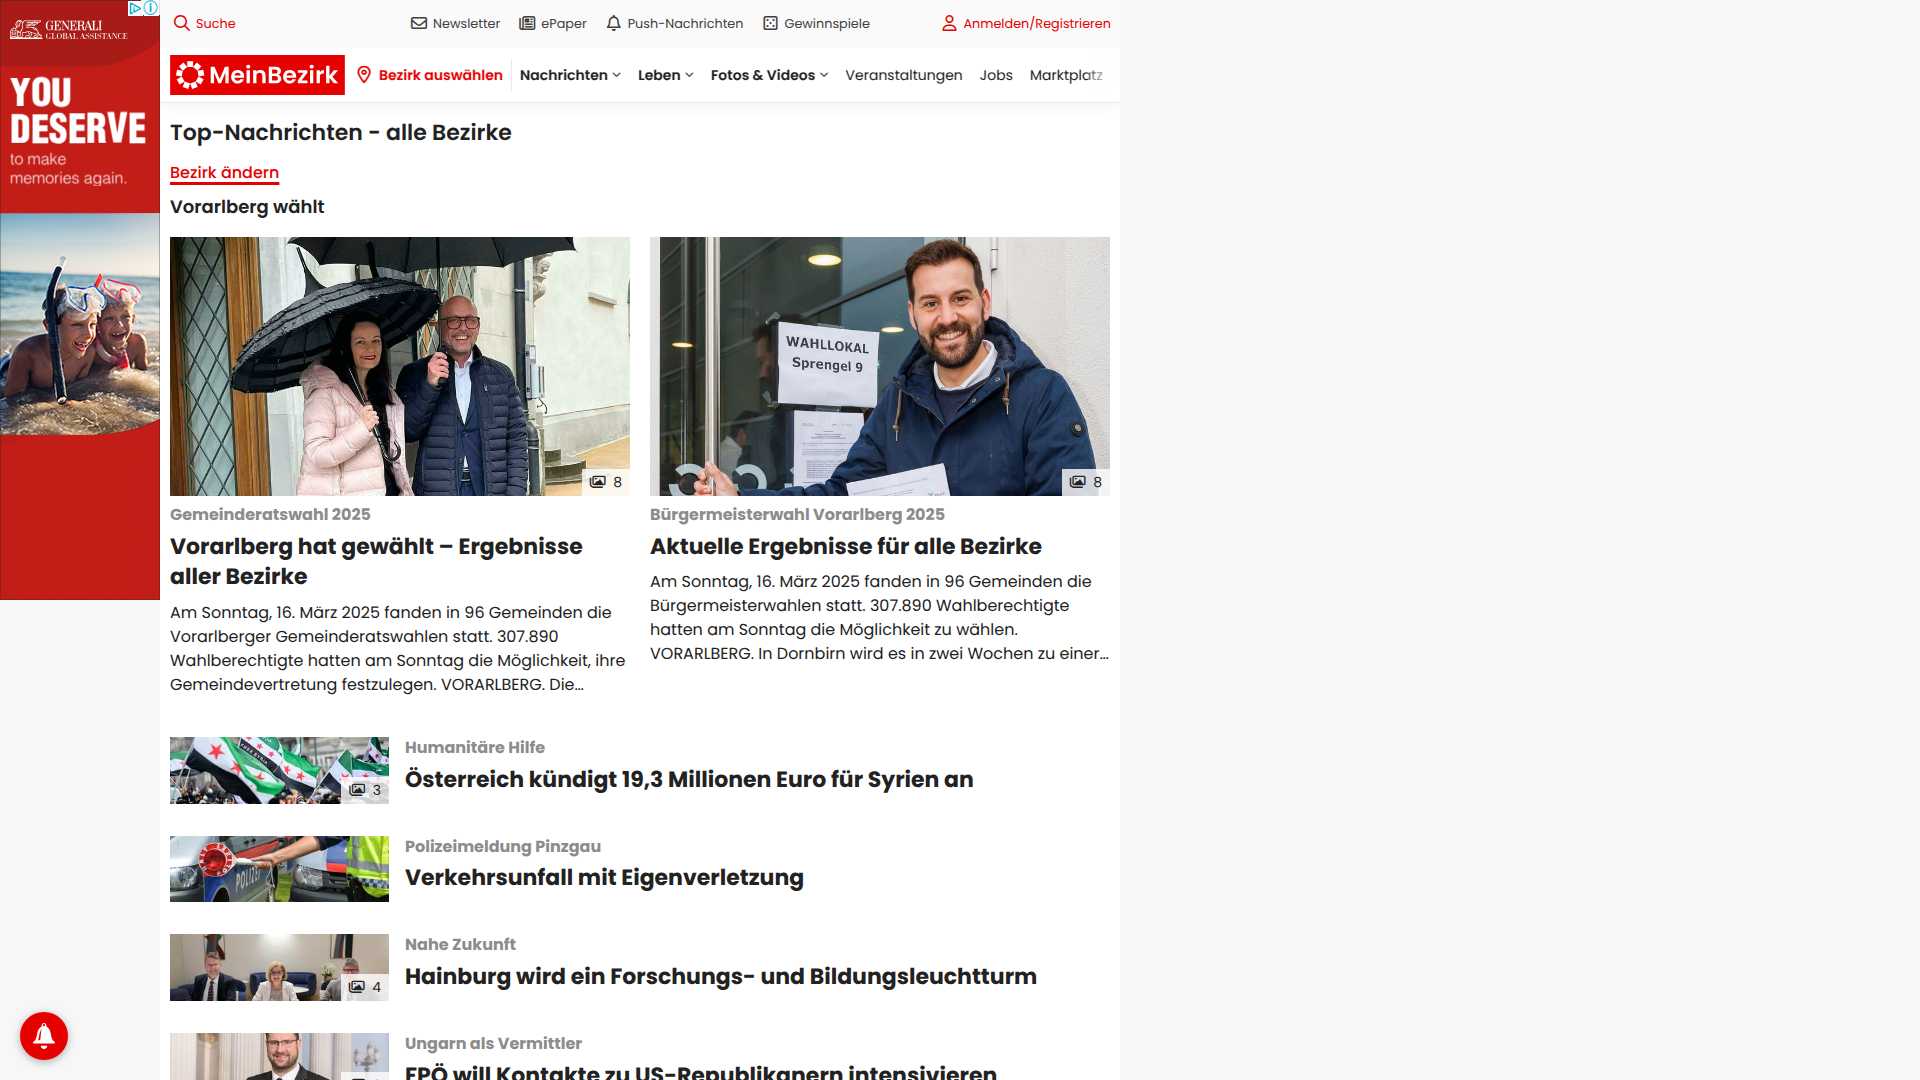 GENERALI
GLOBAL ASSISTANCE
YOU
DESERVE
to make
memories again.
Suche
Newsletter
ePaper
Push-Nachrichten
Gewinnspiele
Anmelden/Registrieren
MeinBezirk
Bezirk auswählen
Nachrichten
Leben
Fotos & Videos
Veranstaltungen
Jobs
Marktplatz
Top-Nachrichten - alle Bezirke
Bezirk ändern
Vorarlberg wählt
8
WAHLLOKAL
Sprengel 9
8
Gemeinderatswahl 2025
Vorarlberg hat gewählt – Ergebnisse
aller Bezirke
Am Sonntag, 16. März 2025 fanden in 96 Gemeinden die
Vorarlberger Gemeinderatswahlen statt. 307.890
Wahlberechtigte hatten am Sonntag die Möglichkeit, ihre
Gemeindevertretung festzulegen. VORARLBERG. Die…
Bürgermeisterwahl Vorarlberg 2025
Aktuelle Ergebnisse für alle Bezirke
Am Sonntag, 16. März 2025 fanden in 96 Gemeinden die
Bürgermeisterwahlen statt. 307.890 Wahlberechtigte
hatten am Sonntag die Möglichkeit zu wählen.
VORARLBERG. In Dornbirn wird es in zwei Wochen zu einer…
3
Humanitäre Hilfe
Österreich kündigt 19,3 Millionen Euro für Syrien an
POLIZEI
Polizeimeldung Pinzgau
Verkehrsunfall mit Eigenverletzung
4
Nahe Zukunft
Hainburg wird ein Forschungs- und Bildungsleuchtturm
Ungarn als Vermittler
FPÖ will Kontakte zu US-Republikanern intensivieren